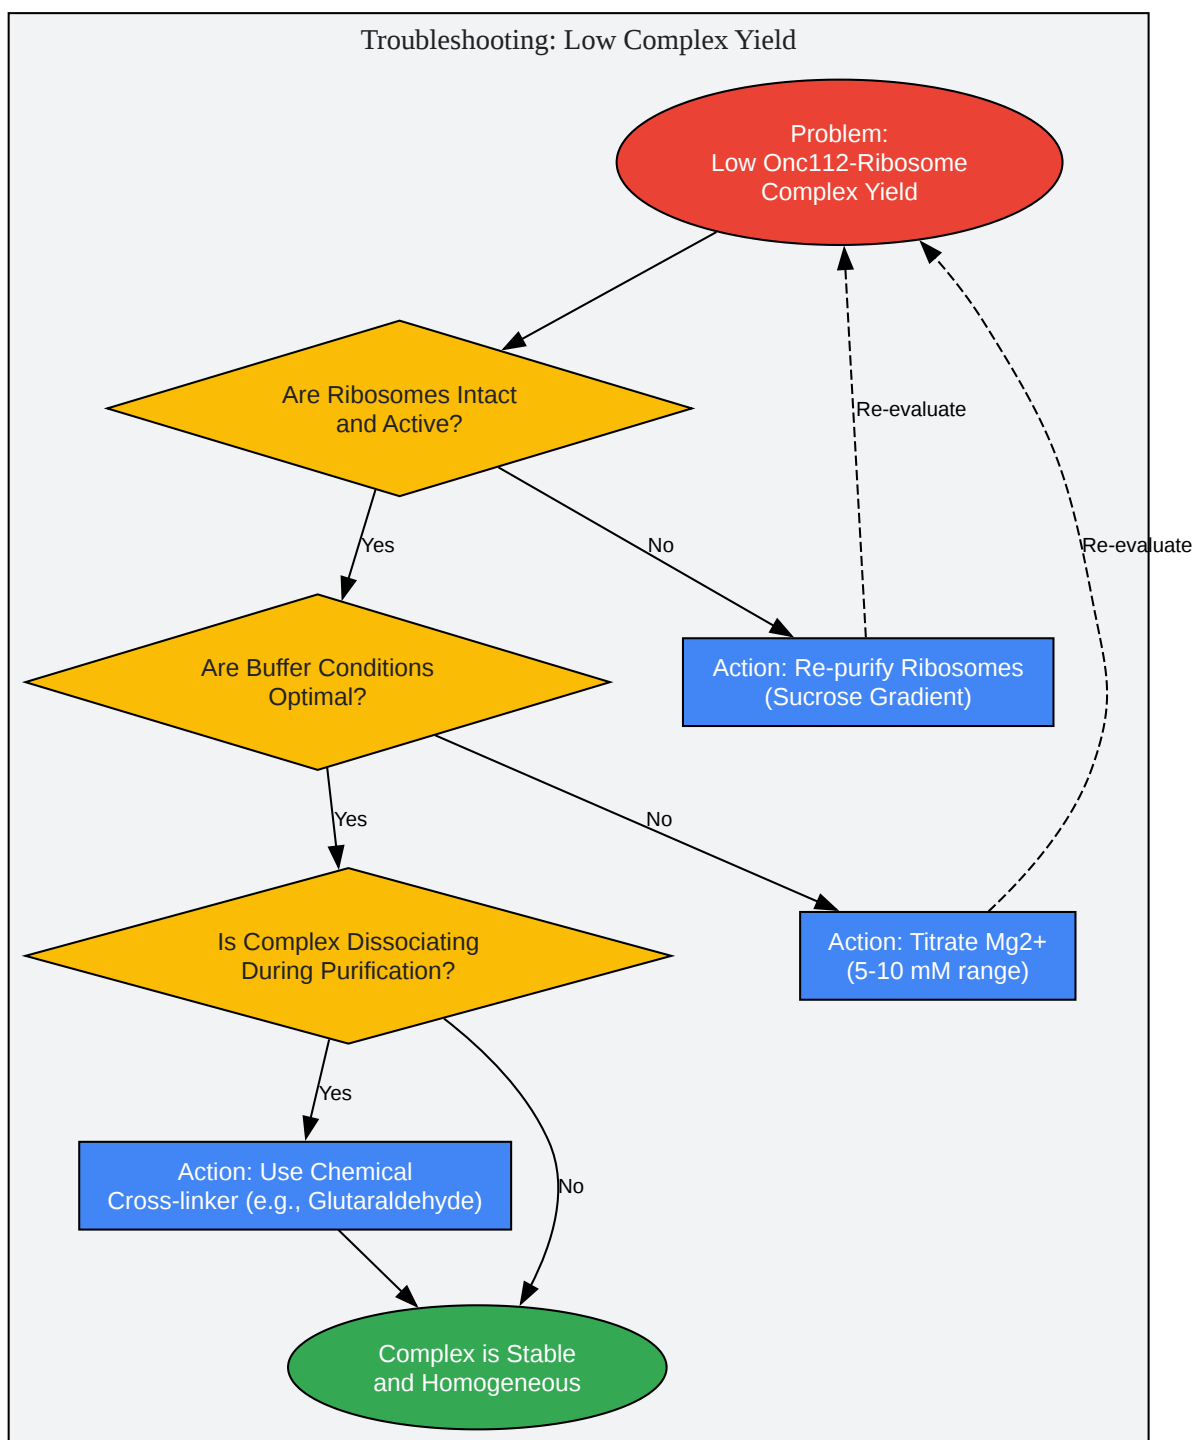 Troubleshooting: Low Complex Yield
Problem:
Low Onc112-Ribosome
Complex Yield
Are Ribosomes Intact
and Active?
Re-evaluate
Yes
No
Re-evaluate
Are Buffer Conditions
Optimal?
Action: Re-purify Ribosomes
(Sucrose Gradient)
Yes
No
Is Complex Dissociating
During Purification?
Action: Titrate Mg2+
(5-10 mM range)
Yes
Action: Use Chemical
Cross-linker (e.g., Glutaraldehyde)
No
Complex is Stable
and Homogeneous